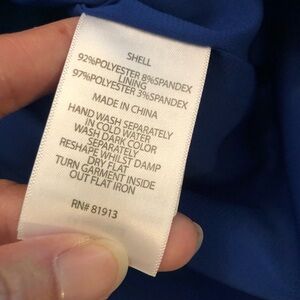 SHELL
92%POLYESTER 8%SPANDEX
LINING
97%POLYESTER 3%SPANDEX
MADE IN CHINA
HAND WASH SEPARATELY
IN COLD WATER
WASH DARK COLOR
SEPARATELY
RESHAPE WHILST DAMP
DRY FLAT
TURN GARMENT INSIDE
OUT FLAT IRON
RN# 81913